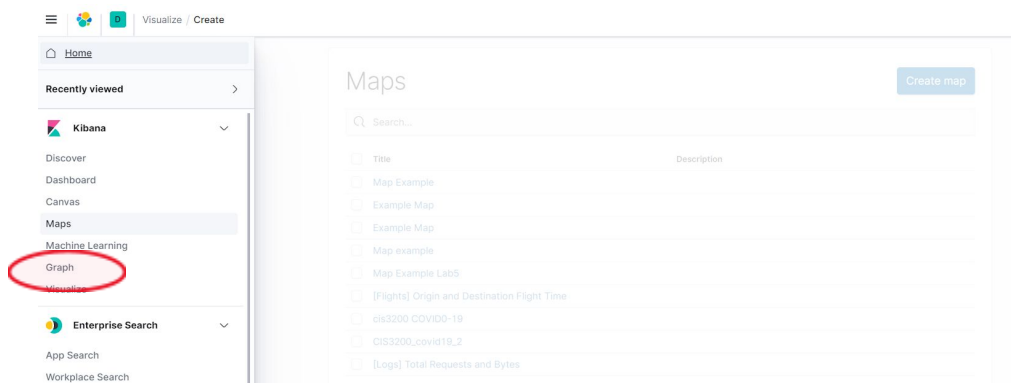 D Visualize / Create
Home
Recently viewed
Kibana
Discover
Dashboard
Canvas
Maps
Machine Learning
Graph
Visualize
Enterprise Search
App Search
Workplace Search
Maps
Create map
Search...
Title Description
Map Example
Example Map
Example Map
Map example
Map Example Lab5
[Flights] Origin and Destination Flight Time
cis3200 COVID0-19
CIS3200_covid19_2
[Logs] Total Requests and Bytes